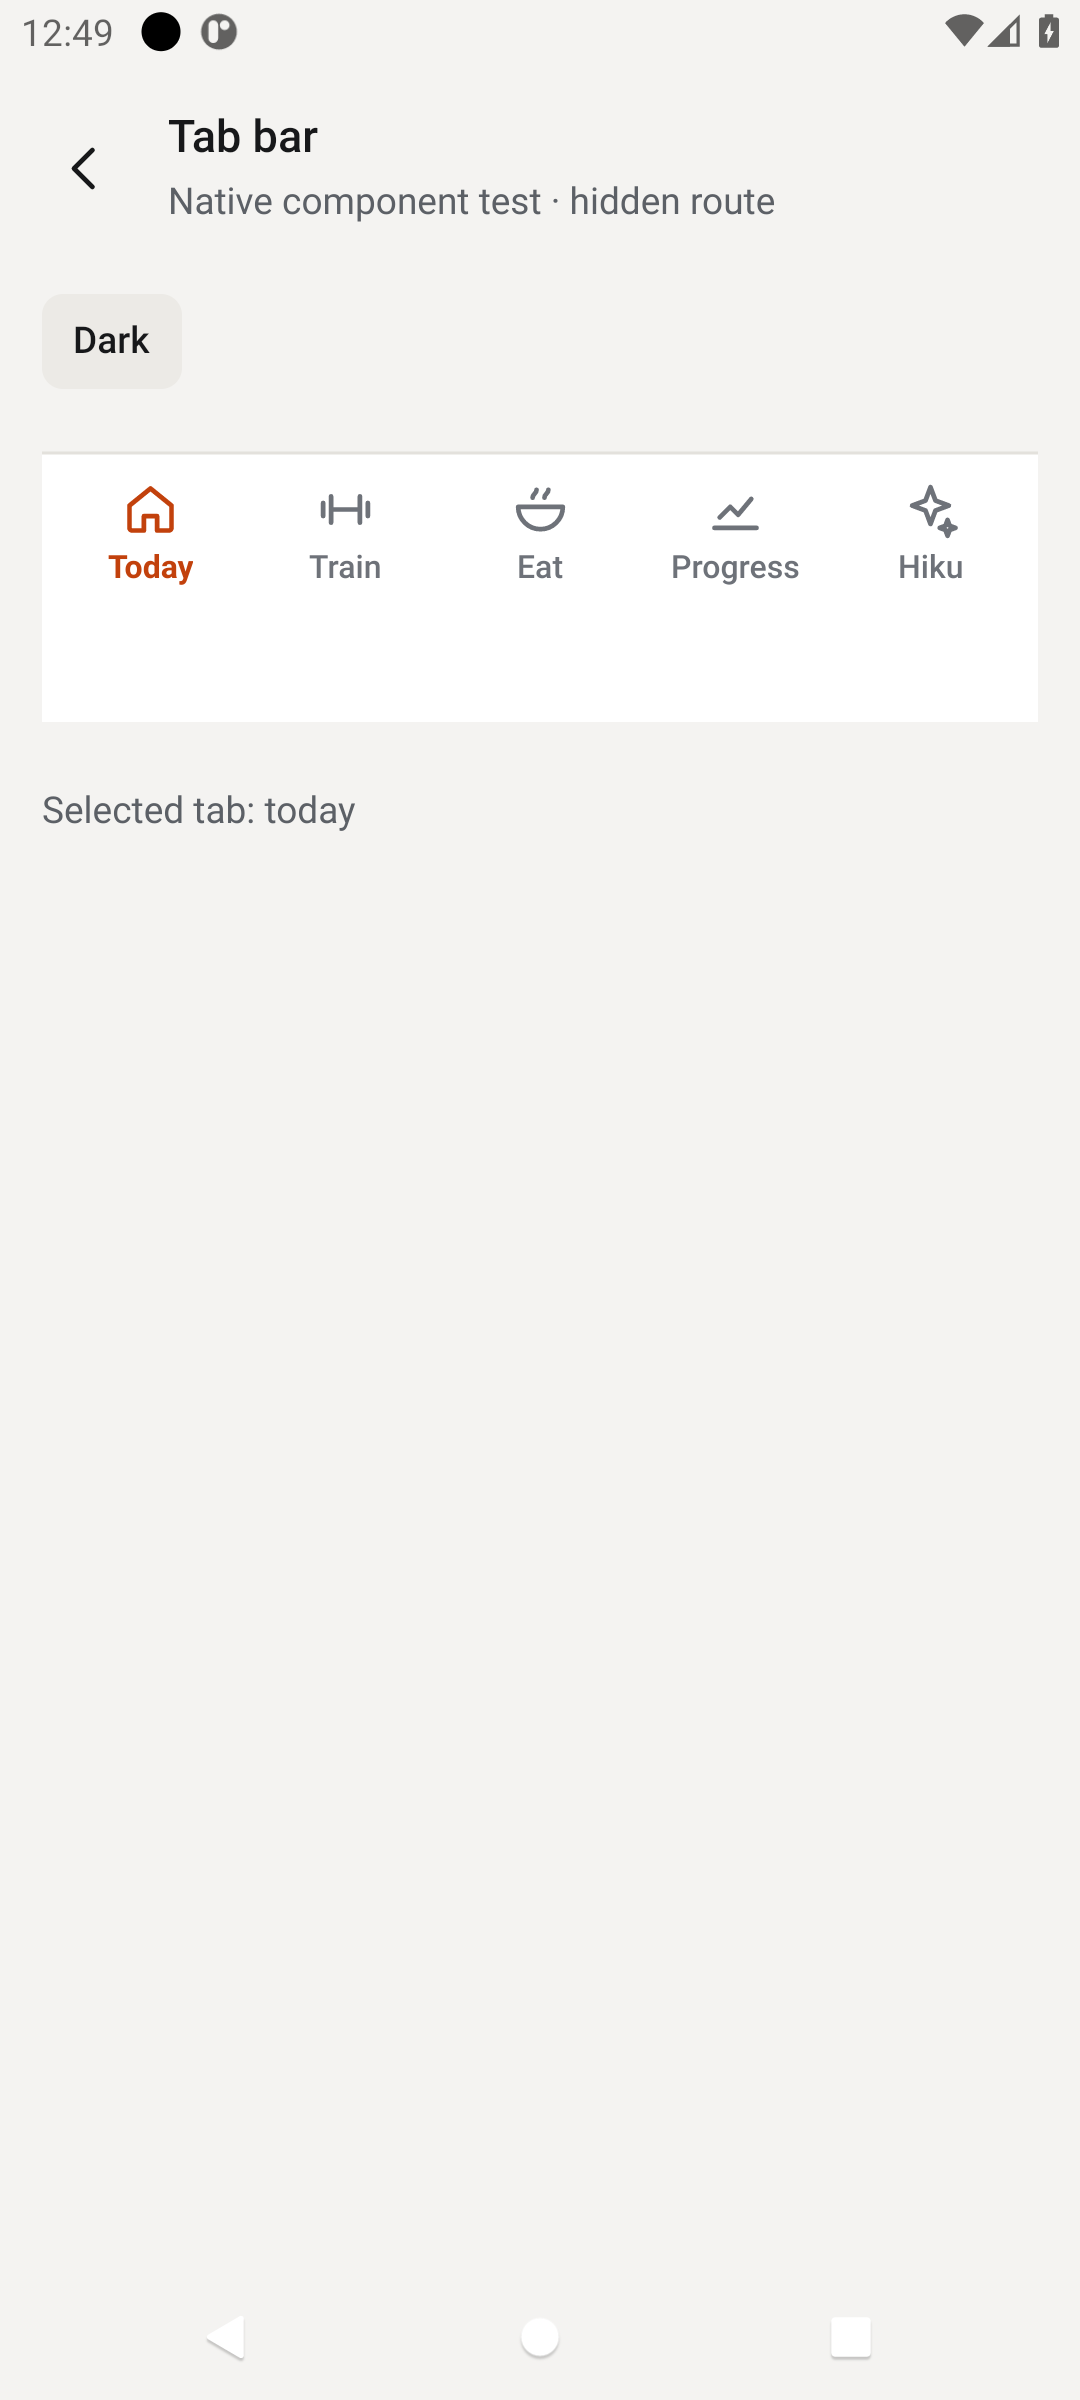 12:49
Tab bar
Native component test · hidden route
Dark
Today Train Eat Progress Hiku
Selected tab: today